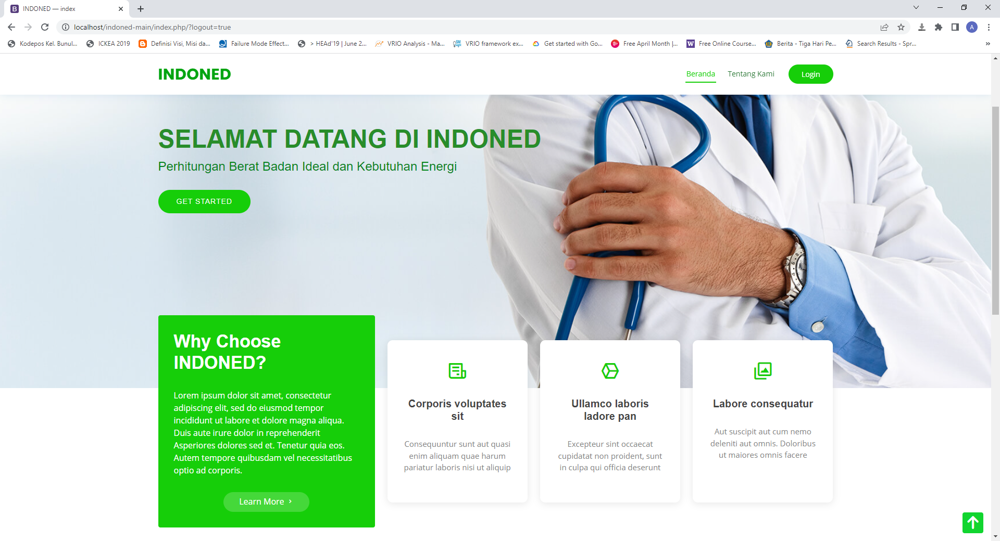 INDONED — index
localhost/indoned-main/index.php/?logout=true
A
Kodepos Kel. Bunul...
ICKEA 2019
Definisi Visi, Misi da...
Failure Mode Effect...
> HEAd'19 | June 2...
VRIO Analysis - Ma...
VRIO framework ex...
Get started with Go...
Free April Month |...
Free Online Course...
Berita - Tiga Hari Pe...
Search Results - Spr...
»
INDONED
Beranda
Tentang Kami
Login
SELAMAT DATANG DI INDONED
Perhitungan Berat Badan Ideal dan Kebutuhan Energi
GET STARTED
Why Choose
INDONED?
Lorem ipsum dolor sit amet, consectetur
adipiscing elit, sed do eiusmod tempor
incididunt ut labore et dolore magna aliqua.
Duis aute irure dolor in reprehenderit
Asperiores dolores sed et. Tenetur quia eos.
Autem tempore quibusdam vel necessitatibus
optio ad corporis.
Learn More
Corporis voluptates
sit
Consequuntur sunt aut quasi
enim aliquam quae harum
pariatur laboris nisi ut aliquip
Ullamco laboris
ladore pan
Excepteur sint occaecat
cupidatat non proident, sunt
in culpa qui officia deserunt
Labore consequatur
Aut suscipit aut cum nemo
deleniti aut omnis. Doloribus
ut maiores omnis facere